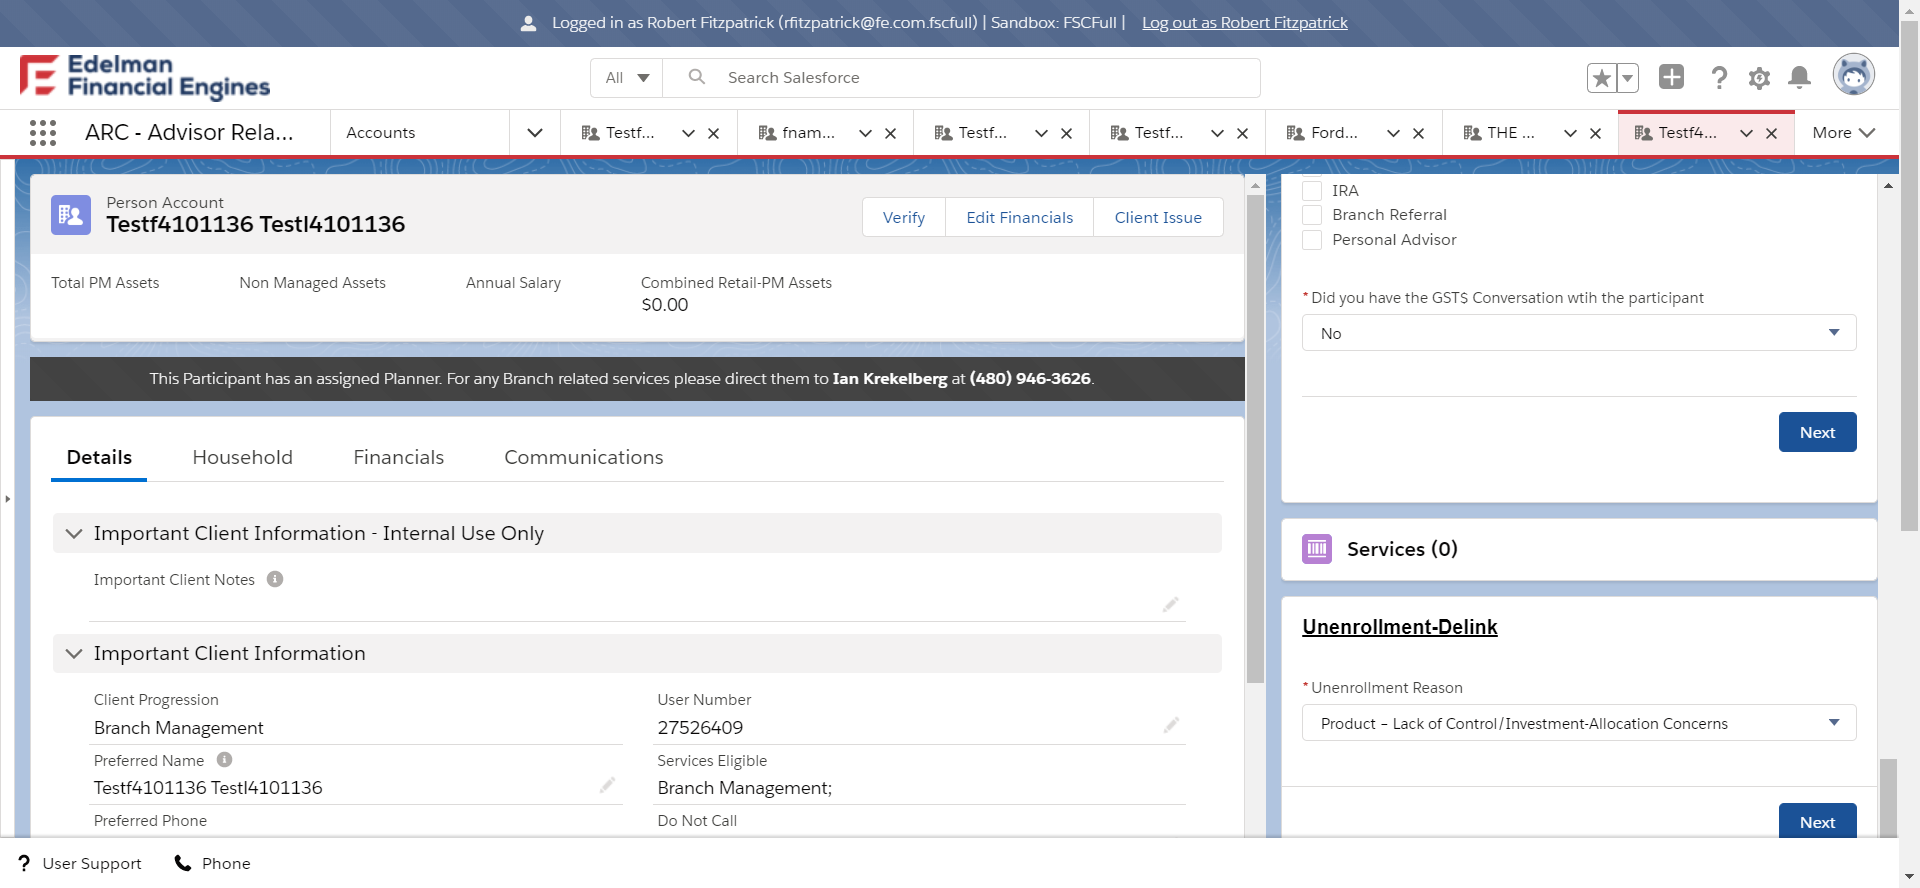 Logged in as Robert Fitzpatrick (rfitzpatrick@fe.com.fscfull) | Sandbox: FSCFull | Log out as Robert Fitzpatrick
Edelman
Financial Engines
All
Search Salesforce
ARC - Advisor Rela...
Accounts
Testf...
fnam...
Testf...
Testf...
Ford...
THE ...
Testf4...
More
Person Account
Testf4101136 Testl4101136
Verify
Edit Financials
Client Issue
Total PM Assets
Non Managed Assets
Annual Salary
Combined Retail-PM Assets
$0.00
This Participant has an assigned Planner. For any Branch related services please direct them to Ian Krekelberg at (480) 946-3626.
Details
Household
Financials
Communications
Important Client Information - Internal Use Only
Important Client Notes
Important Client Information
Client Progression
Branch Management
User Number
27526409
Preferred Name
Testf4101136 Testl4101136
Services Eligible
Branch Management;
Preferred Phone
Do Not Call
IRA
Branch Referral
Personal Advisor
*Did you have the GST$ Conversation wtih the participant
No
Next
Services (0)
Unenrollment-Delink
*Unenrollment Reason
Product – Lack of Control/Investment-Allocation Concerns
Next
? User Support
Phone